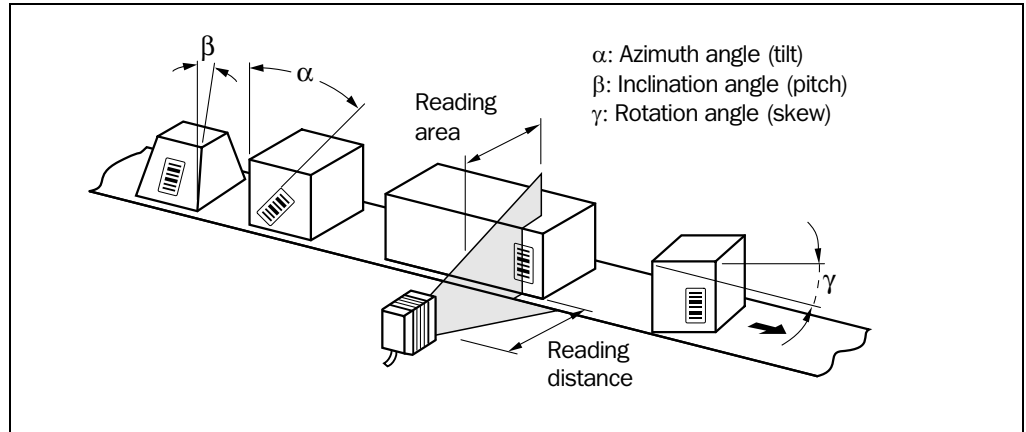 β
α
α: Azimuth angle (tilt)
β: Inclination angle (pitch)
γ: Rotation angle (skew)
Reading
area
γ
Reading
distance